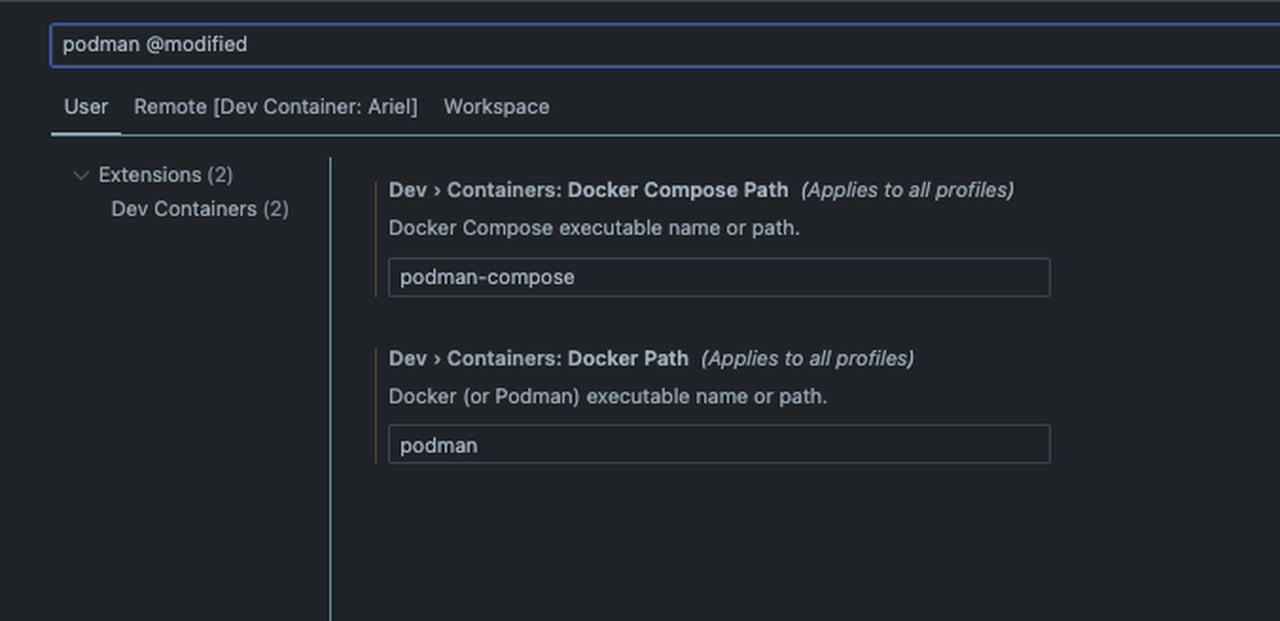 podman @modified
User Remote [Dev Container: Ariel] Workspace
Extensions (2)
Dev Containers (2)
Dev › Containers: Docker Compose Path (Applies to all profiles)
Docker Compose executable name or path.
podman-compose
Dev › Containers: Docker Path (Applies to all profiles)
Docker (or Podman) executable name or path.
podman